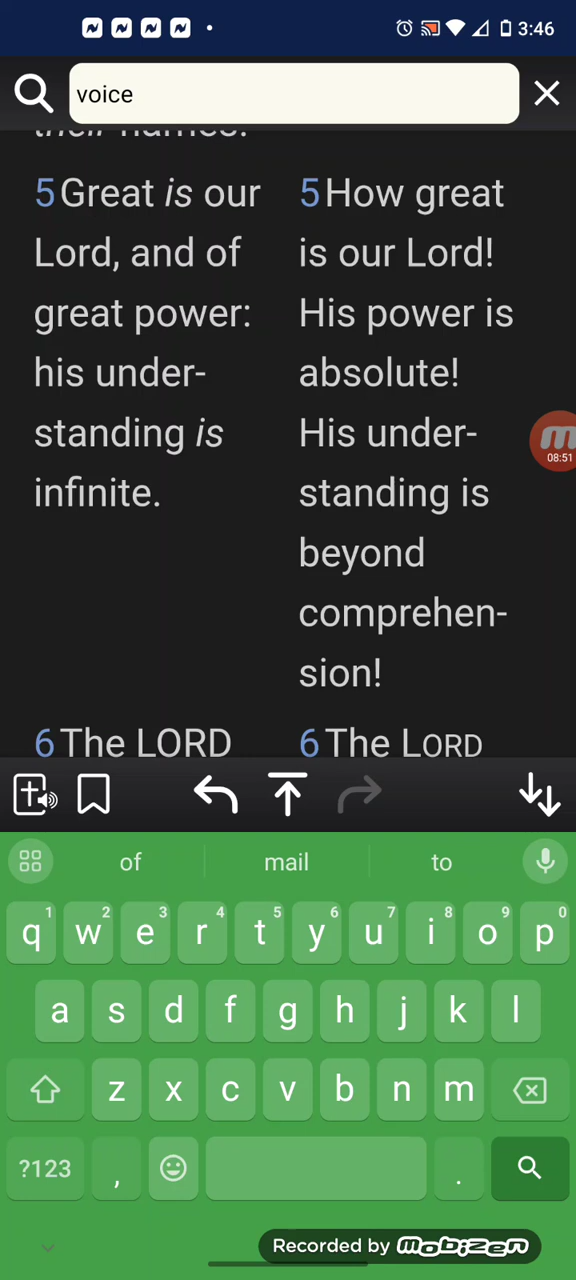 3:46
voice
their names.
5 Great is our
Lord, and of
great power:
his under-
standing is
infinite.
5 How great
is our Lord!
His power is
absolute!
His under-
standing is
beyond
comprehen-
sion!
6 The LORD
6 The LORD
08:51
of mail to
1 2 3 4 5 6 7 8 9 0
q w e r t y u i o p
a s d f g h j k l
z x c v b n m
?123 , .
Recorded by mobizen